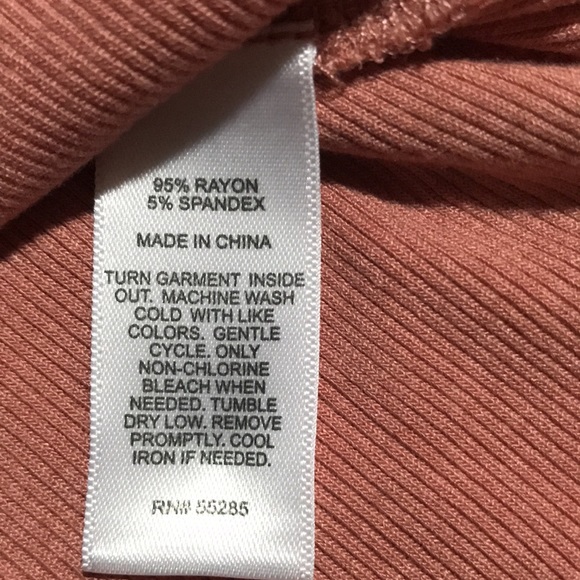 95% RAYON
5% SPANDEX
MADE IN CHINA
TURN GARMENT INSIDE
OUT. MACHINE WASH
COLD WITH LIKE
COLORS. GENTLE
CYCLE. ONLY
NON-CHLORINE
BLEACH WHEN
NEEDED. TUMBLE
DRY LOW. REMOVE
PROMPTLY. COOL
IRON IF NEEDED.
RN# 55285